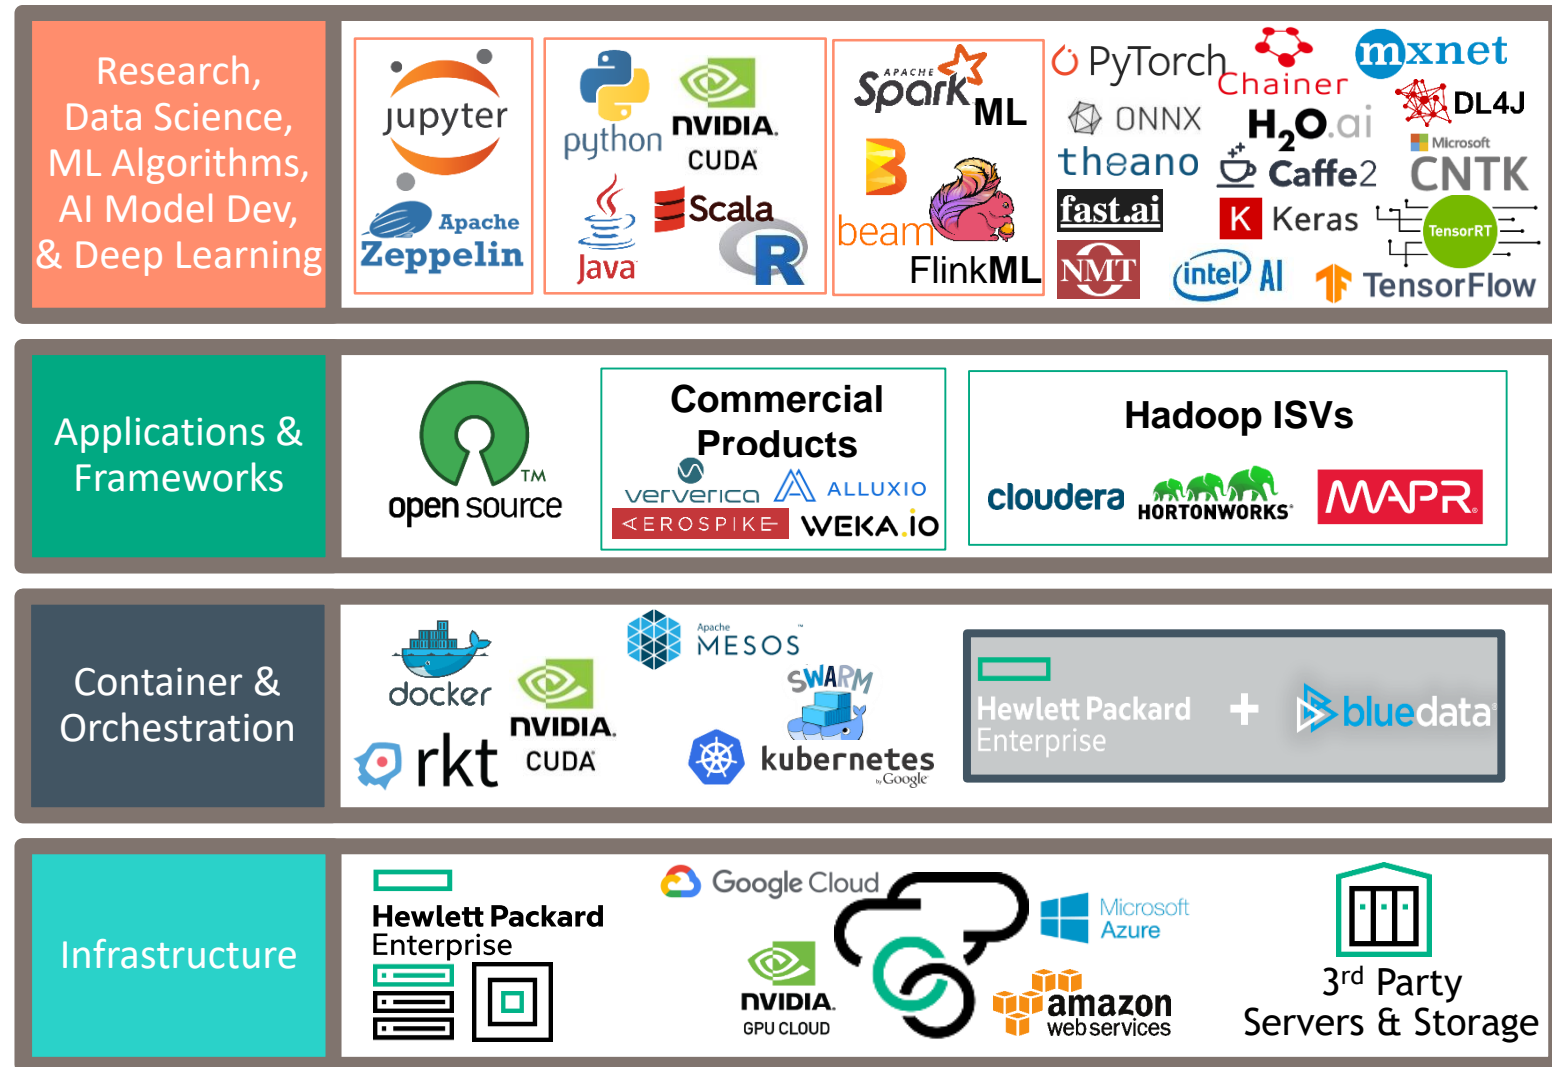 Research,
Data Science,
ML Algorithms,
AI Model Dev,
& Deep Learning
jupyter
Apache
Zeppelin
python
NVIDIA.
CUDA®
Java™
Scala
R
APACHE
Spark
ML
B
beam
FlinkML
PyTorch
Chainer
mxnet
ONNX
H2O.ai
DL4J
theano
Caffe2
Microsoft
CNTK
fast.ai
K Keras
TensorRT
NMT
intel® AI
TensorFlow
Applications &
Frameworks
TM
open source
Commercial
Products
ververica
ALLUXIO
AEROSPIKE
WEKA.iO
Hadoop ISVs
cloudera
HORTONWORKS®
MAPR®
Container &
Orchestration
docker
NVIDIA.
CUDA®
rkt
Apache
MESOS™
SWARM
kubernetes
by Google
Hewlett Packard
Enterprise
+
bluedata®
Infrastructure
Hewlett Packard
Enterprise
Google Cloud
NVIDIA.
GPU CLOUD
Microsoft
Azure
amazon
web services
3rd Party
Servers & Storage